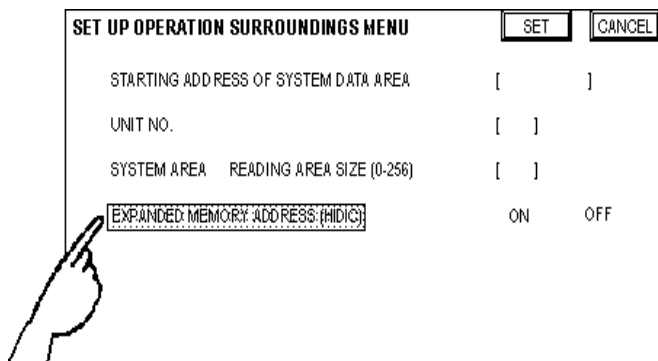 SET UP OPERATION SURROUNDINGS MENU SET CANCEL
STARTING ADDRESS OF SYSTEM DATA AREA [ ]
UNIT NO. [ ]
SYSTEM AREA READING AREA SIZE (0-256) [ ]
EXPANDED MEMORY ADDRESS (HIDIC) ON OFF